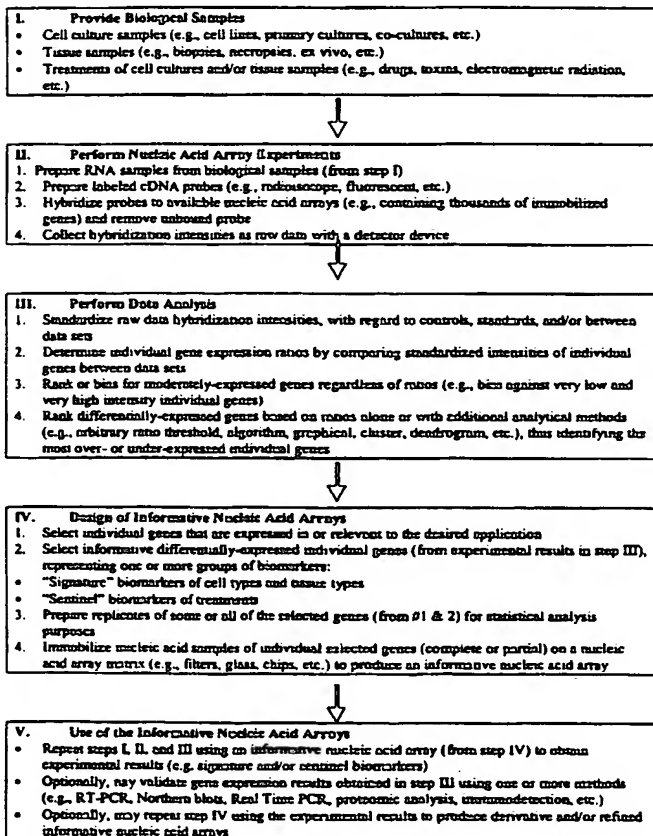 I. Provide Biological Samples
• Cell culture samples (e.g., cell lines, primary cultures, co-cultures, etc.)
• Tissue samples (e.g., biopsies, necropsies, ex vivo, etc.)
• Treatments of cell cultures and/or tissue samples (e.g., drugs, toxins, electromagnetic radiation,
etc.)
II. Perform Nucleic Acid Array Experiments
1. Prepare RNA samples from biological samples (from step I)
2. Prepare labeled cDNA probes (e.g., radioisotope, fluorescent, etc.)
3. Hybridize probes to available nucleic acid arrays (e.g., containing thousands of immobilized
genes) and remove unbound probe
4. Collect hybridization intensities as raw data with a detector device
III. Perform Data Analysis
1. Standardize raw data hybridization intensities, with regard to controls, standards, and/or between
data sets
2. Determine individual gene expression ratios by comparing standardized intensities of individual
genes between data sets
3. Rank or bias for moderately-expressed genes regardless of ratios (e.g., bias against very low and
very high intensity individual genes)
4. Rank differentially-expressed genes based on ratios alone or with additional analytical methods
(e.g., arbitrary ratio threshold, algorithm, graphical, cluster, dendrogram, etc.), thus identifying the
most over- or under-expressed individual genes
IV. Design of Informative Nucleic Acid Arrays
1. Select individual genes that are expressed in or relevant to the desired application
2. Select informative differentially-expressed individual genes (from experimental results in step III),
representing one or more groups of biomarkers:
• "Signature" biomarkers of cell types and tissue types
• "Sentinel" biomarkers of treatments
3. Prepare replicates of some or all of the selected genes (from #1 & 2) for statistical analysis
purposes
4. Immobilize nucleic acid samples of individual selected genes (complete or partial) on a nucleic
acid array matrix (e.g., filters, glass, chips, etc.) to produce an informative nucleic acid array
V. Use of the Informative Nucleic Acid Arrays
• Repeat steps I, II, and III using an informative nucleic acid array (from step IV) to obtain
experimental results (e.g. signature and/or sentinel biomarkers)
• Optionally, may validate gene expression results obtained in step III using one or more methods
(e.g., RT-PCR, Northern blots, Real Time PCR, proteomic analysis, immunodetection, etc.)
• Optionally, may repeat step IV using the experimental results to produce derivative and/or refined
informative nucleic acid arrays